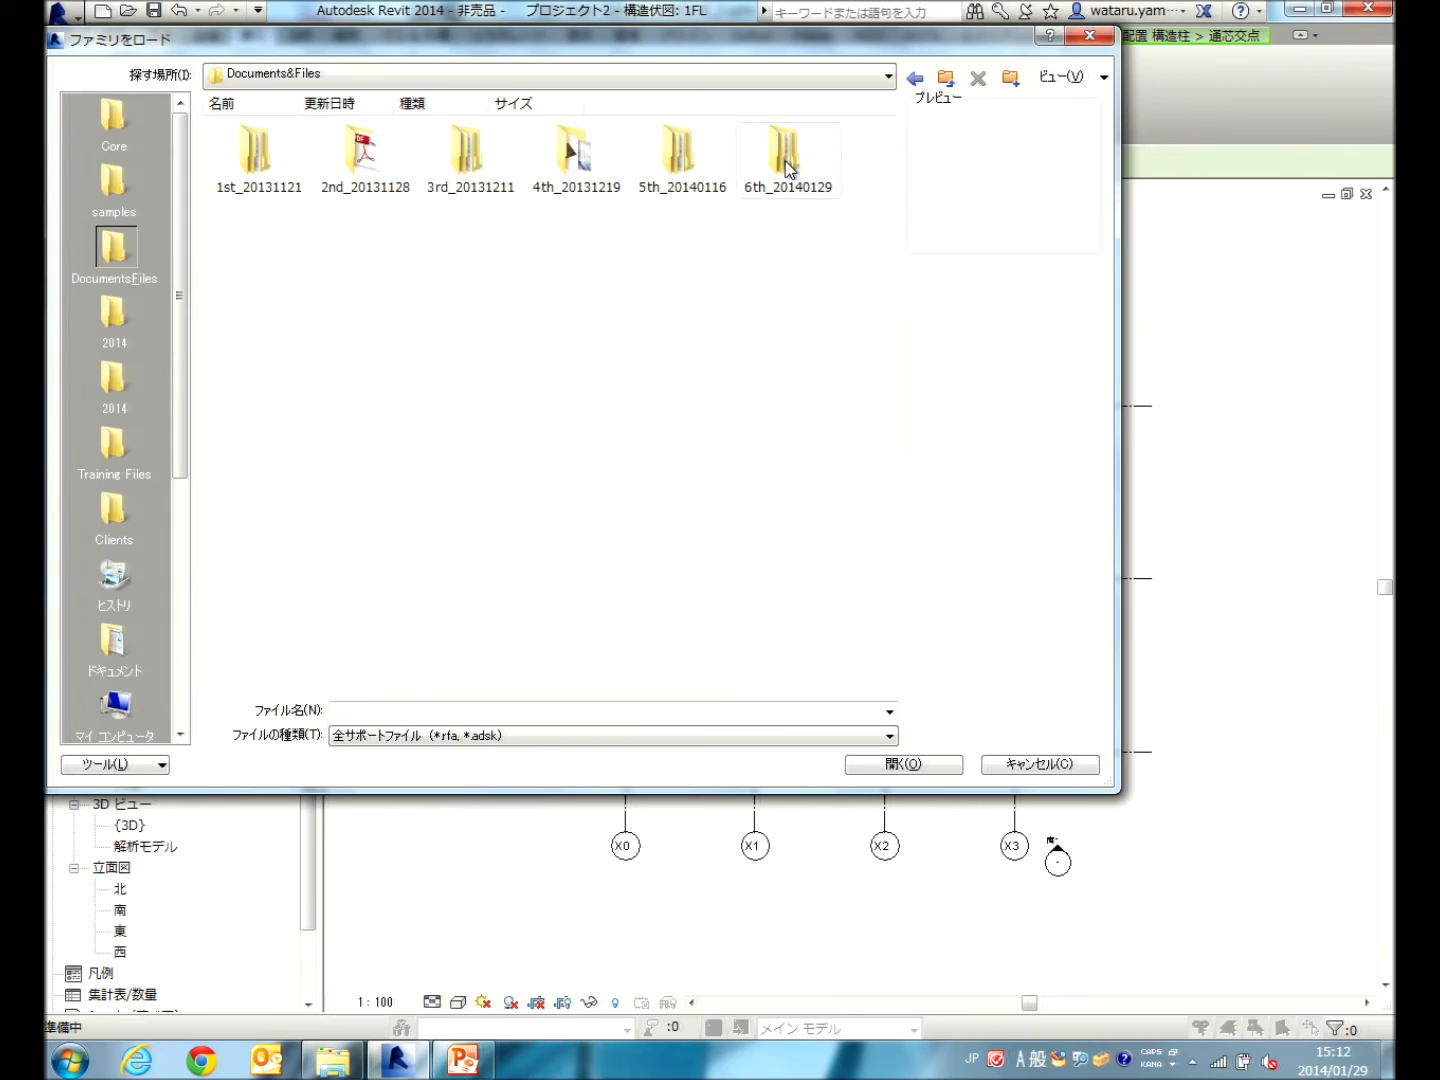 Autodesk Revit 2014 - 非売品 - プロジェクト2 - 構造伏図: 1FL
キーワードまたは語句を入力
wataru.yam…
ファミリをロード
配置 構造柱 > 通芯交点
探す場所(I):
Documents&Files
ビュー(V)
名前
更新日時
種類
サイズ
プレビュー
Core
samples
DocumentsFiles
2014
2014
Training Files
Clients
ヒストリ
ドキュメント
マイ コンピュータ
1st_20131121
2nd_20131128
3rd_20131211
4th_20131219
5th_20140116
6th_20140129
ファイル名(N):
ファイルの種類(T):
全サポートファイル (*.rfa, *.adsk)
ツール(L)
開く(O)
キャンセル(C)
3D ビュー
{3D}
解析モデル
立面図
北
南
東
西
凡例
集計表/数量
X0
X1
X2
X3
1 : 100
準備中
:0
メイン モデル
:0
JP
A 般
CAPS
KANA
15:12
2014/01/29